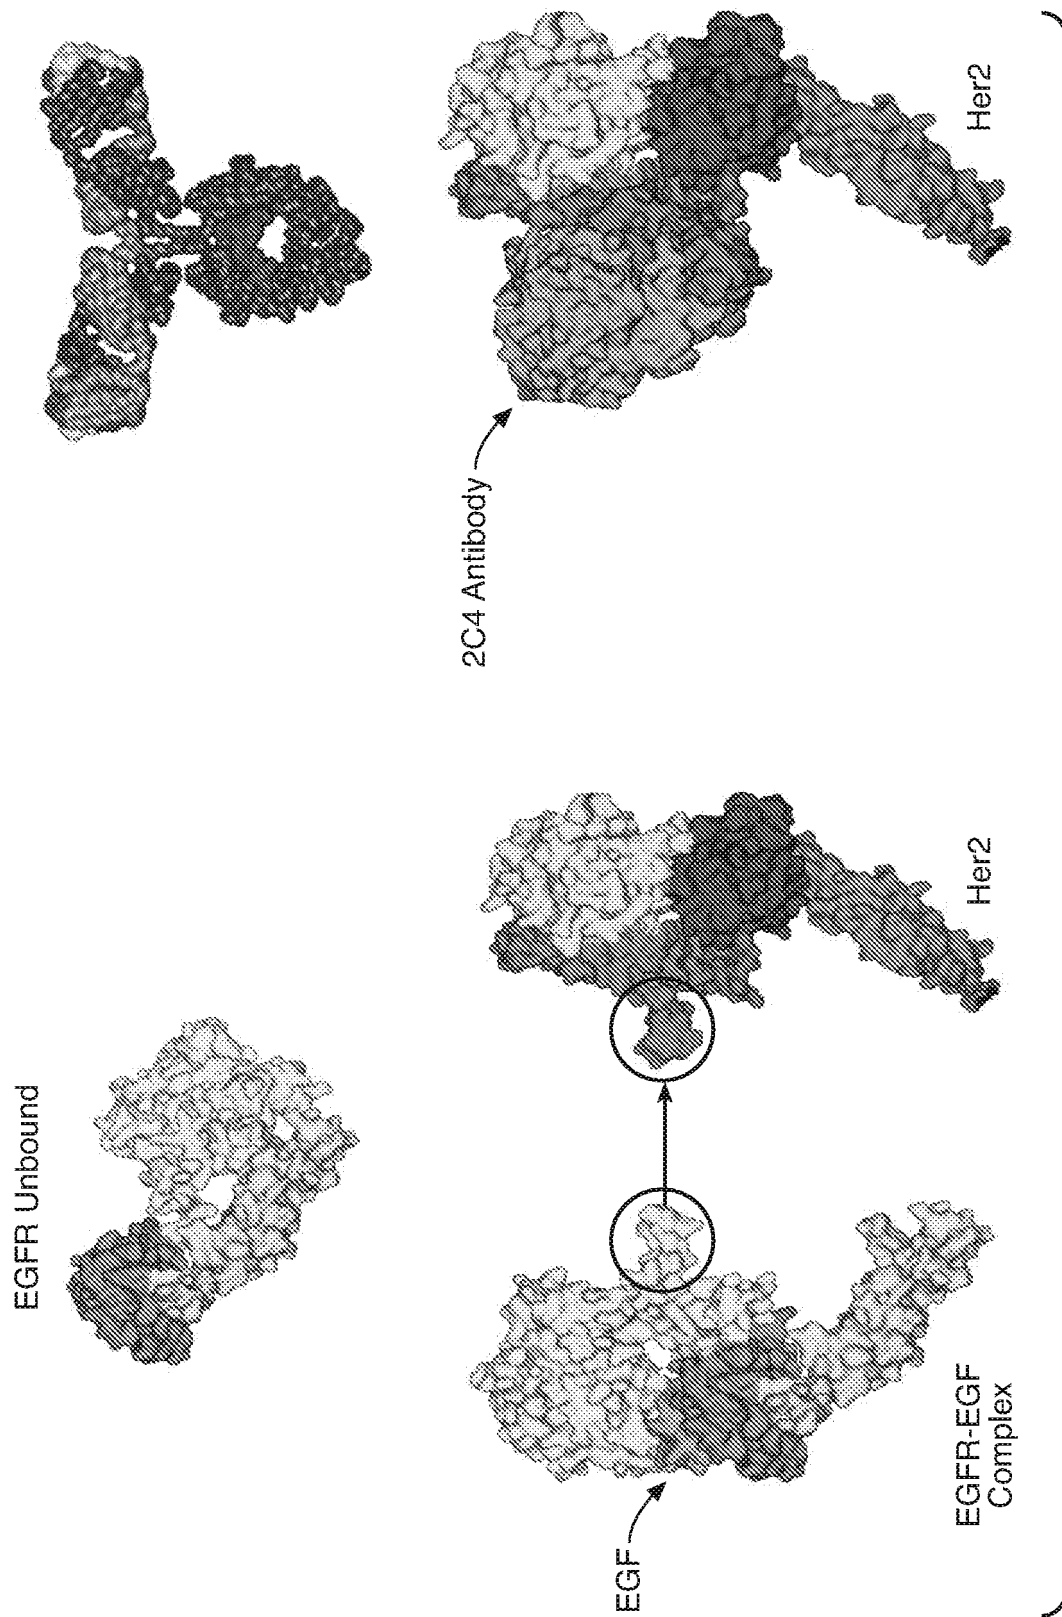 EGFR Unbound
EGF
EGFR-EGF
Complex
Her2
2C4 Antibody
Her2